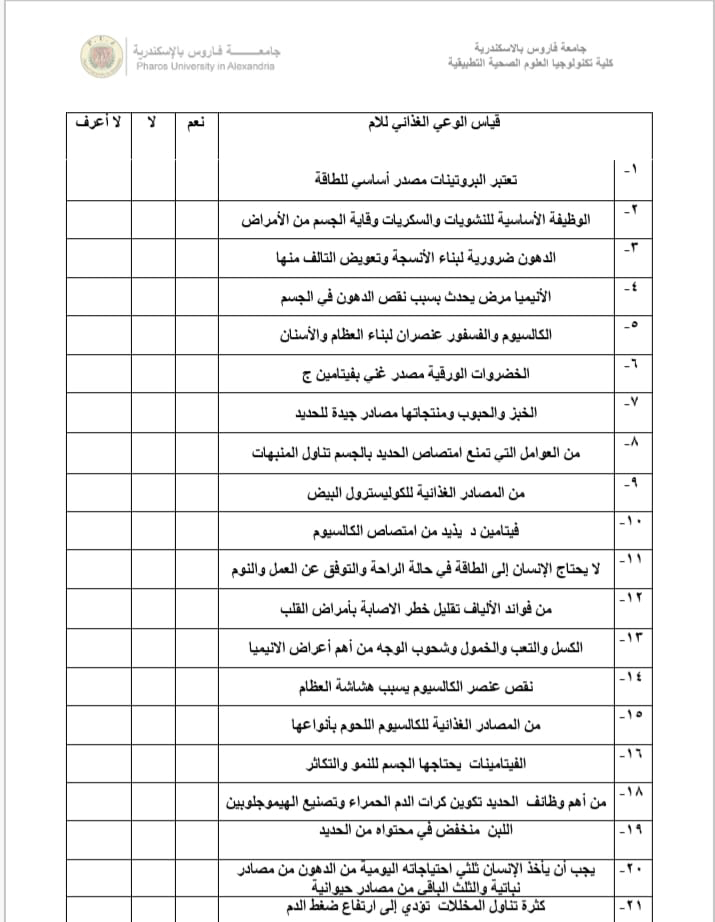 جامعة فاروس بالاسكندرية
كلية تكنولوجيا العلوم الصحية التطبيقية
P. U. A
جامعـــــــة فـاروس بالإسكندرية
Pharos University in Alexandria
قياس الوعي الغذائي للام نعم لا لا أعرف
١- تعتبر البروتينات مصدر أساسي للطاقة
٢- الوظيفة الأساسية للنشويات والسكريات وقاية الجسم من الأمراض
٣- الدهون ضرورية لبناء الأنسجة وتعويض التالف منها
٤- الأنيميا مرض يحدث بسبب نقص الدهون في الجسم
٥- الكالسيوم والفسفور عنصران لبناء العظام والأسنان
٦- الخضروات الورقية مصدر غني بفيتامين ج
٧- الخبز والحبوب ومنتجاتها مصادر جيدة للحديد
٨- من العوامل التي تمنع امتصاص الحديد بالجسم تناول المنبهات
٩- من المصادر الغذائية للكوليسترول البيض
١٠- فيتامين د يذيد من امتصاص الكالسيوم
١١- لا يحتاج الإنسان إلى الطاقة في حالة الراحة والتوفق عن العمل والنوم
١٢- من فوائد الألياف تقليل خطر الاصابة بأمراض القلب
١٣- الكسل والتعب والخمول وشحوب الوجه من أهم أعراض الانيميا
١٤- نقص عنصر الكالسيوم يسبب هشاشة العظام
١٥- من المصادر الغذائية للكالسيوم اللحوم بأنواعها
١٦- الفيتامينات يحتاجها الجسم للنمو والتكاثر
١٨- من أهم وظائف الحديد تكوين كرات الدم الحمراء وتصنيع الهيموجلوبين
١٩- اللبن منخفض في محتواه من الحديد
٢٠- يجب أن يأخذ الإنسان ثلثي احتياجاته اليومية من الدهون من مصادر
نباتية والثلث الباقي من مصادر حيوانية
٢١- كثرة تناول المخللات تؤدي إلى ارتفاع ضغط الدم